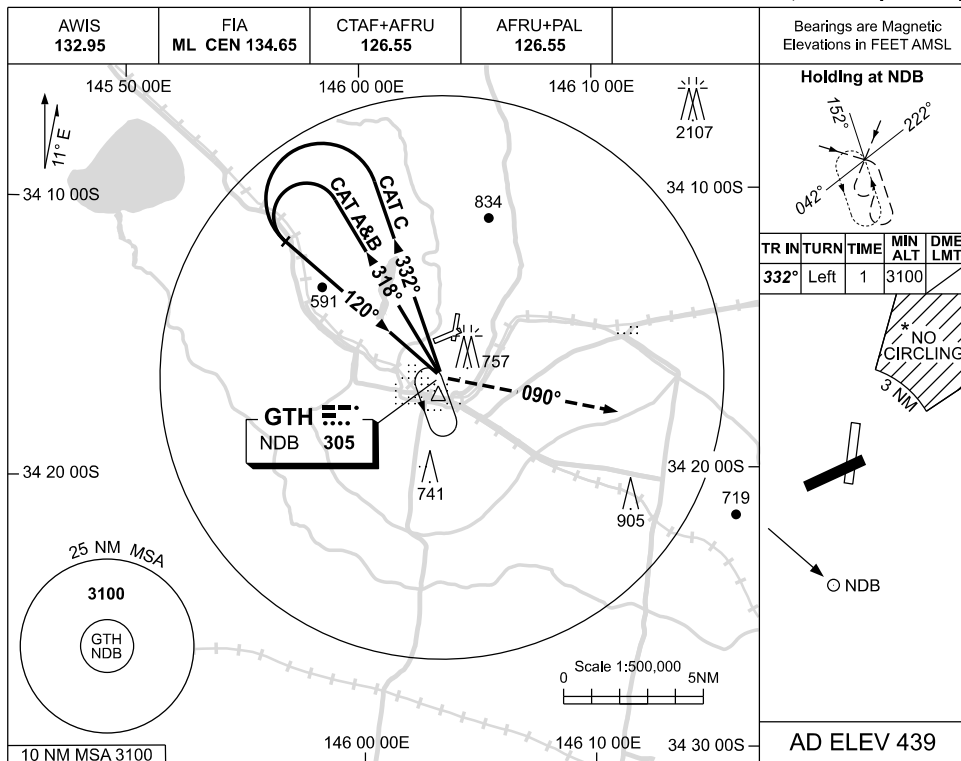 AWIS
132.95
FIA
ML CEN 134.65
CTAF+AFRU
126.55
AFRU+PAL
126.55
Bearings are Magnetic
Elevations in FEET AMSL
145 50 00E
146 00 00E
146 10 00E
11° E
2107
34 10 00S
34 10 00S
834
CAT C
CAT A&B
332°
318°
591
120°
757
090°
GTH
NDB 305
34 20 00S
34 20 00S
741
905
719
25 NM MSA
3100
GTH
NDB
Scale 1:500,000
0 5NM
10 NM MSA 3100
146 00 00E
146 10 00E
34 30 00S
Holding at NDB
152°
222°
042°
TR IN TURN TIME MIN ALT DME LMT
332° Left 1 3100
* NO
CIRCLING
3 NM
NDB
AD ELEV 439